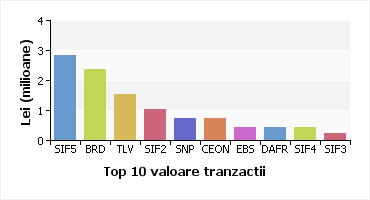 Lei (milioane)
4
3
2
1
0
SIF5 BRD TLV SIF2 SNP CEON EBS DAFR SIF4 SIF3
Top 10 valoare tranzactii